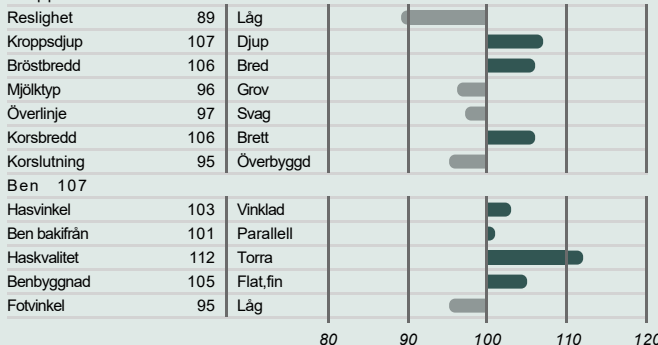 Reslighet 89 Låg
Kroppsdjup 107 Djup
Bröstbredd 106 Bred
Mjölktyp 96 Grov
Överlinje 97 Svag
Korsbredd 106 Brett
Korslutning 95 Överbyggd
Ben 107
Hasvinkel 103 Vinklad
Ben bakifrån 101 Parallell
Haskvalitet 112 Torra
Benbyggnad 105 Flat,fin
Fotvinkel 95 Låg
80 90 100 110 120